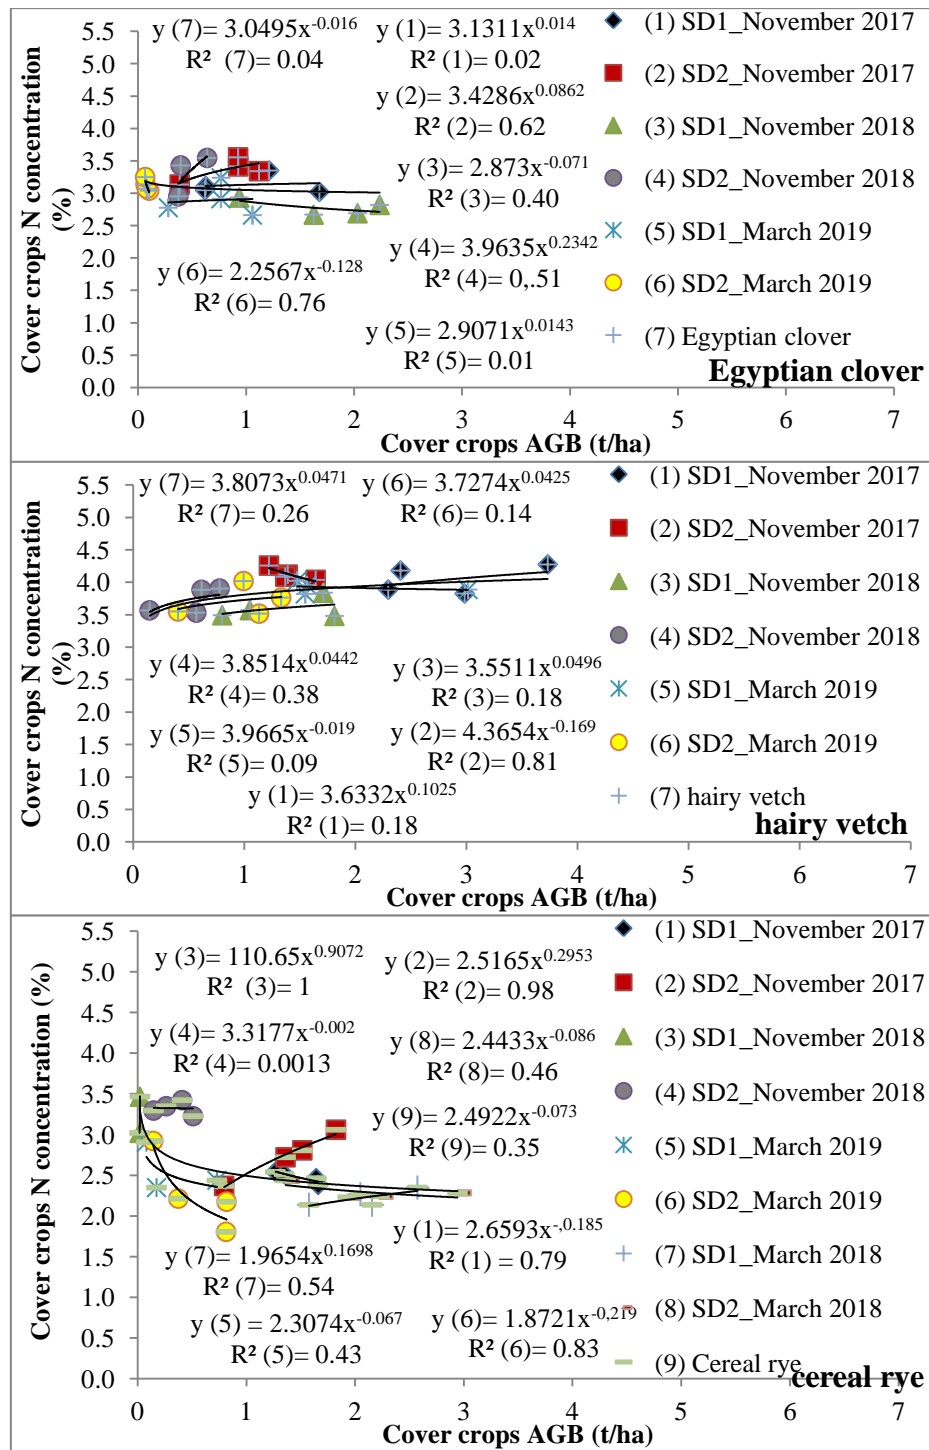 y (7)= 3.0495x-0.016
R² (7)= 0.04
y (1)= 3.1311x0.014
R² (1)= 0.02
y (2)= 3.4286x0.0862
R² (2)= 0.62
y (3)= 2.873x-0.071
R² (3)= 0.40
y (4)= 3.9635x0.2342
R² (4)= 0,.51
y (6)= 2.2567x-0.128
R² (6)= 0.76
y (5)= 2.9071x0.0143
R² (5)= 0.01
(1) SD1_November 2017
(2) SD2_November 2017
(3) SD1_November 2018
(4) SD2_November 2018
(5) SD1_March 2019
(6) SD2_March 2019
(7) Egyptian clover
Egyptian clover
Cover crops N concentration
(%)
5.5
5.0
4.5
4.0
3.5
3.0
2.5
2.0
1.5
1.0
0.5
0.0
0 1 2 3 4 5 6 7
Cover crops AGB (t/ha)
y (7)= 3.8073x0.0471
R² (7)= 0.26
y (6)= 3.7274x0.0425
R² (6)= 0.14
y (4)= 3.8514x0.0442
R² (4)= 0.38
y (3)= 3.5511x0.0496
R² (3)= 0.18
y (5)= 3.9665x-0.019
R² (5)= 0.09
y (2)= 4.3654x-0.169
R² (2)= 0.81
y (1)= 3.6332x0.1025
R² (1)= 0.18
(1) SD1_November 2017
(2) SD2_November 2017
(3) SD1_November 2018
(4) SD2_November 2018
(5) SD1_March 2019
(6) SD2_March 2019
(7) hairy vetch
hairy vetch
Cover crops N concentration
(%)
5.5
5.0
4.5
4.0
3.5
3.0
2.5
2.0
1.5
1.0
0.5
0.0
0 1 2 3 4 5 6 7
Cover crops AGB (t/ha)
y (3)= 110.65x0.9072
R² (3)= 1
y (2)= 2.5165x0.2953
R² (2)= 0.98
y (4)= 3.3177x-0.002
R² (4)= 0.0013
y (8)= 2.4433x-0.086
R² (8)= 0.46
y (9)= 2.4922x-0.073
R² (9)= 0.35
y (1)= 2.6593x-,0.185
R² (1) = 0.79
y (7)= 1.9654x0.1698
R² (7)= 0.54
y (5) = 2.3074x-0.067
R² (5)= 0.43
y (6)= 1.8721x-0,219
R² (6)= 0.83
(1) SD1_November 2017
(2) SD2_November 2017
(3) SD1_November 2018
(4) SD2_November 2018
(5) SD1_March 2019
(6) SD2_March 2019
(7) SD1_March 2018
(8) SD2_March 2018
(9) Cereal rye
cereal rye
Cover crops N concentration (%)
5.5
5.0
4.5
4.0
3.5
3.0
2.5
2.0
1.5
1.0
0.5
0.0
0 1 2 3 4 5 6 7
Cover crops AGB (t/ha)